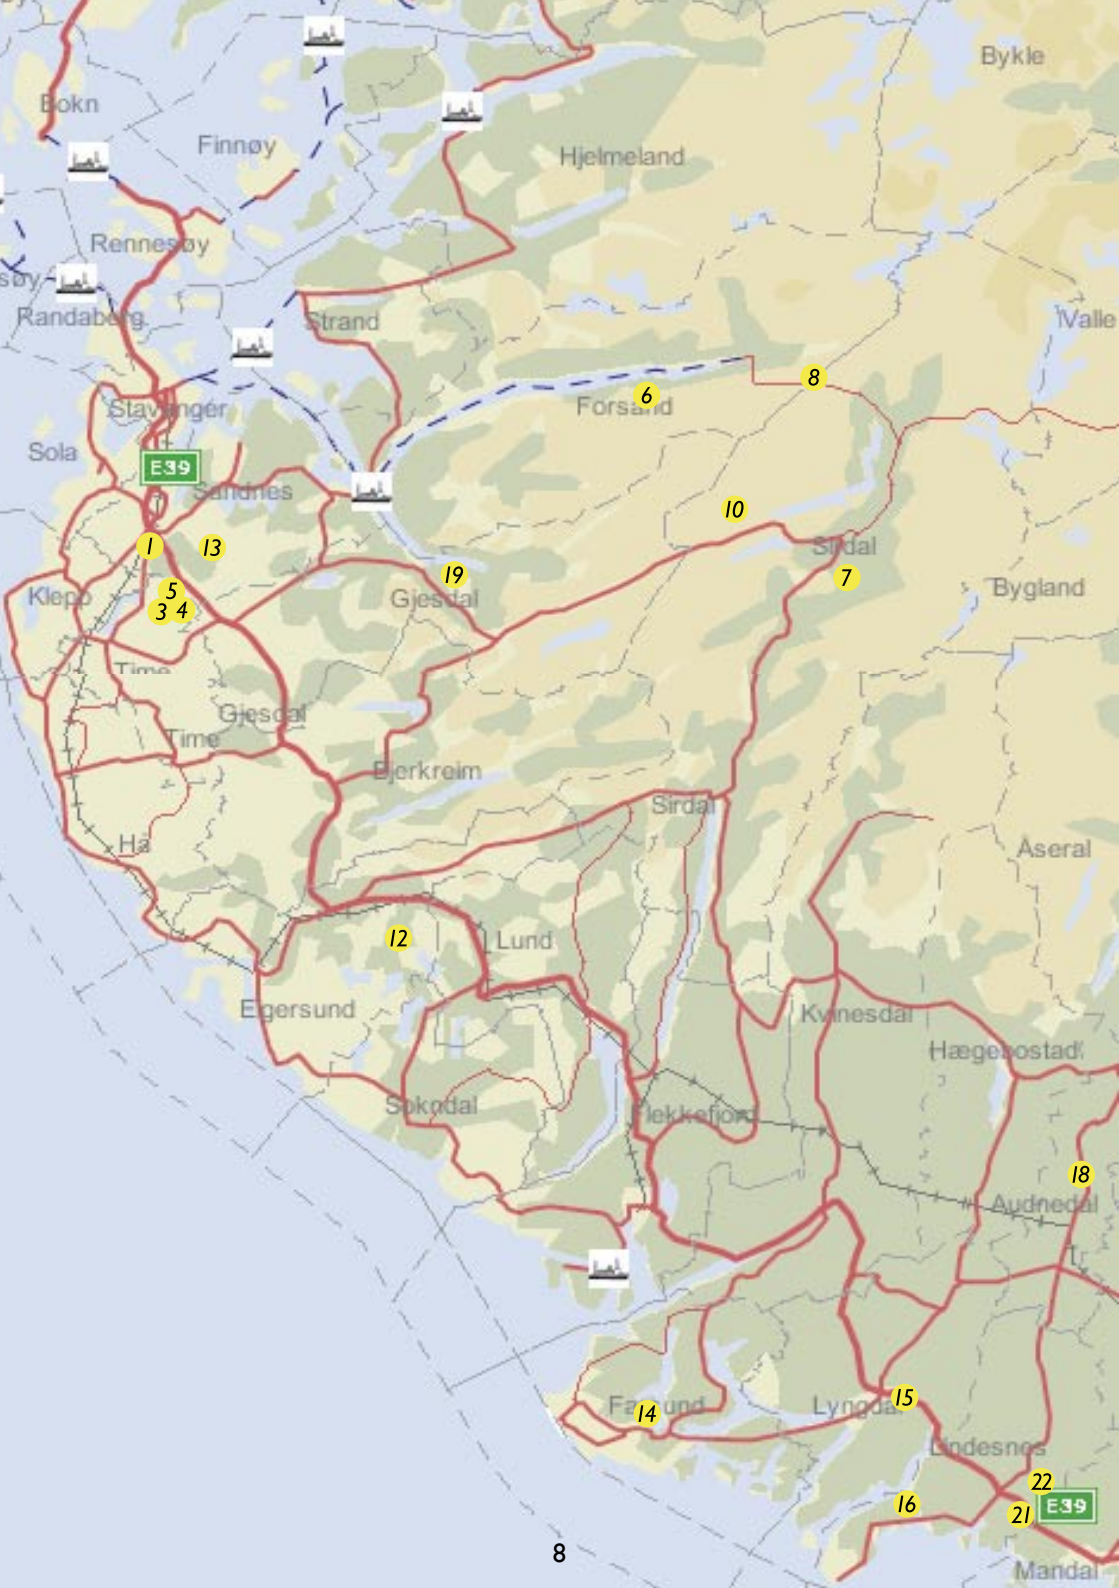 Bykle
Bokn
Finnøy
Hjelmeland
Rennesøy
søy
Randaberg
Strand
Valle
8
6
Forsand
Stavanger
Sola
E39
Sandnes
10
1
13
Sirdal
7
19
5
Klepp
3 4
Gjesdal
Bygland
Time
Gjesdal
Time
Bjerkreim
Sirdal
Hå
Åseral
12
Lund
Eigersund
Kvinesdal
Hægebostad
Sokndal
Flekkefjord
18
Audnedal
15
Farsund
14
Lyngdal
Lindesnes
22
16
E39
21
8
Mandal